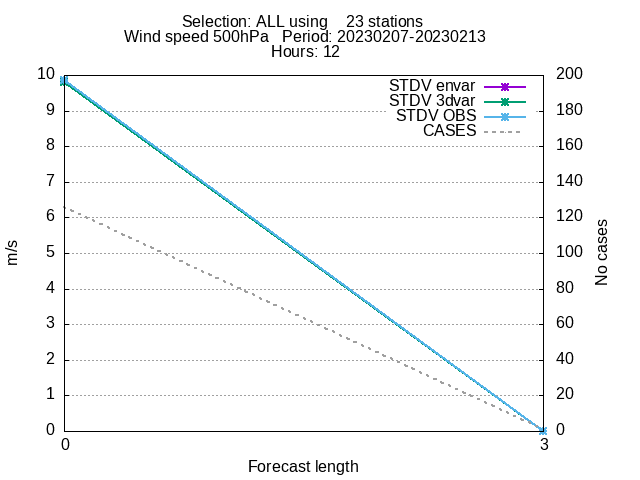 Selection: ALL using    23 stations
Wind speed 500hPa   Period: 20230207-20230213
Hours: 12
STDV envar
STDV 3dvar
STDV OBS
CASES
10
9
8
7
6
5
4
3
2
1
0
200
180
160
140
120
100
80
60
40
20
0
m/s
No cases
0
3
Forecast length